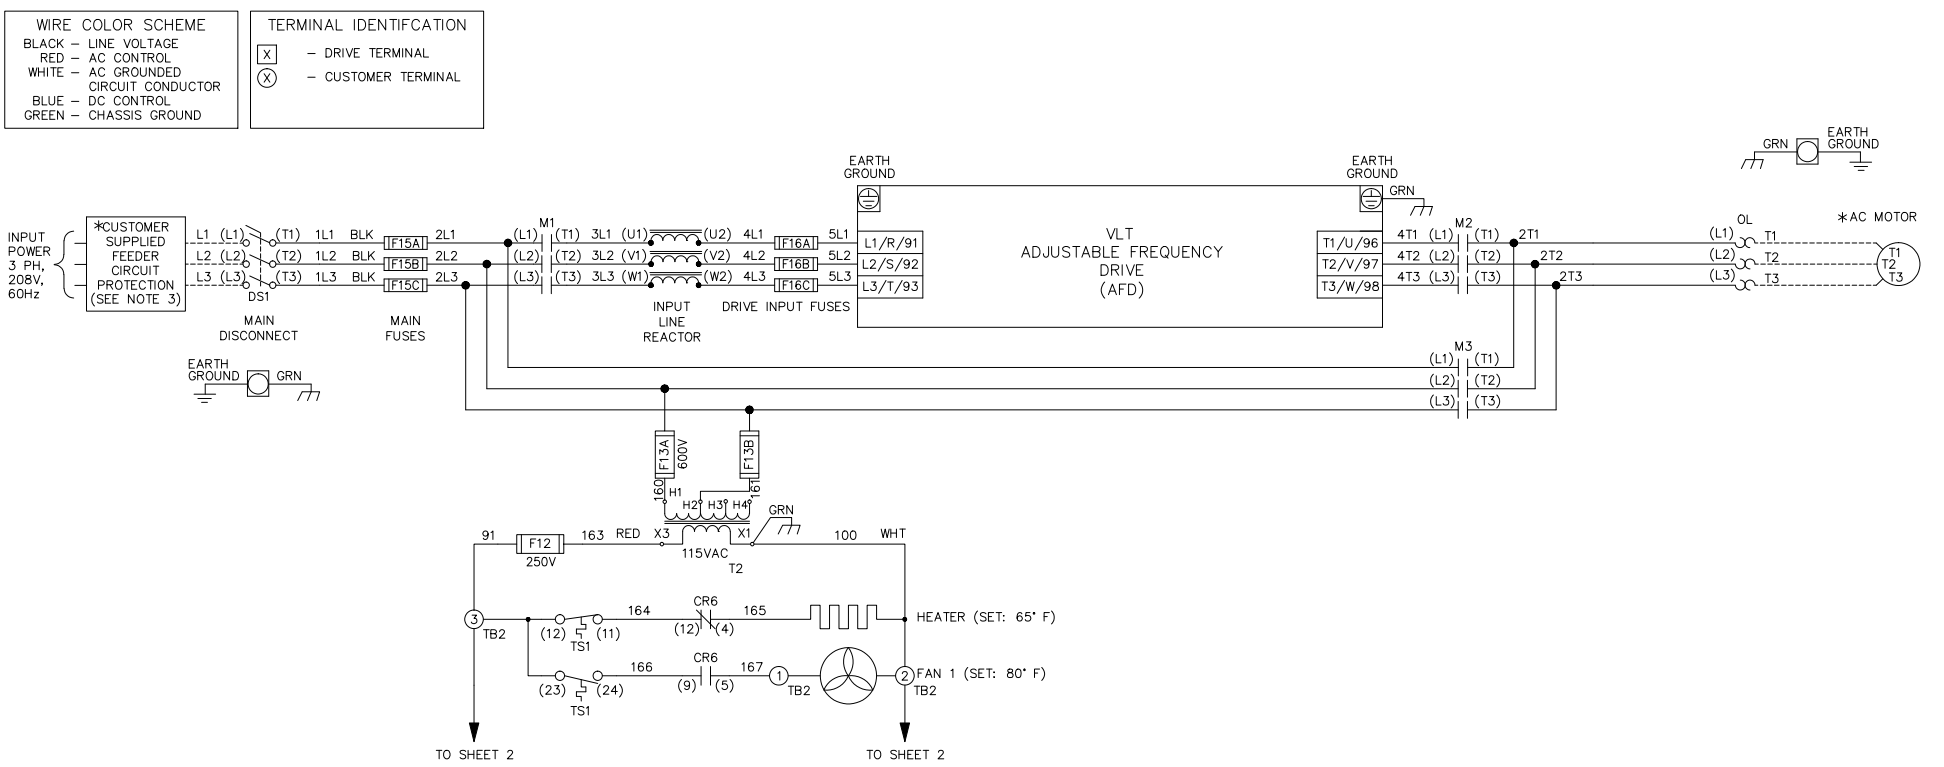 WIRE COLOR SCHEME
BLACK – LINE VOLTAGE
RED – AC CONTROL
WHITE – AC GROUNDED
CIRCUIT CONDUCTOR
BLUE – DC CONTROL
GREEN – CHASSIS GROUND
TERMINAL IDENTIFCATION
X – DRIVE TERMINAL
X – CUSTOMER TERMINAL
GRN
EARTH
GROUND
EARTH
GROUND
EARTH
GROUND
GRN
INPUT
POWER
3 PH,
208V,
60Hz
*CUSTOMER
SUPPLIED
FEEDER
CIRCUIT
PROTECTION
(SEE NOTE 3)
M1
M2
OL
*AC MOTOR
L1 (L1) (T1) 1L1 BLK F15A 2L1 (L1) (T1) 3L1 (U1) (U2) 4L1 F16A 5L1 L1/R/91
L2 (L2) (T2) 1L2 BLK F15B 2L2 (L2) (T2) 3L2 (V1) (V2) 4L2 F16B 5L2 L2/S/92
L3 (L3) (T3) 1L3 BLK F15C 2L3 (L3) (T3) 3L3 (W1) (W2) 4L3 F16C 5L3 L3/T/93
VLT
ADJUSTABLE FREQUENCY
DRIVE
(AFD)
T1/U/96 4T1 (L1) (T1) 2T1 (L1) T1
T2/V/97 4T2 (L2) (T2) 2T2 (L2) T2
T3/W/98 4T3 (L3) (T3) 2T3 (L3) T3
T1
T2
T3
DS1
MAIN
DISCONNECT
MAIN
FUSES
INPUT
LINE
REACTOR
DRIVE INPUT FUSES
M3
(L1) (T1)
(L2) (T2)
(L3) (T3)
EARTH
GROUND
GRN
F13A
600V
F13B
160
161
H1
H2 H3 H4
GRN
91 F12 163 RED X3 X1 100 WHT
250V
115VAC
T2
3
TB2
(12) (11)
TS1
164
CR6
(12) (4)
165
HEATER (SET: 65° F)
(23) (24)
TS1
166
CR6
(9) (5)
167
1
TB2
2
TB2
FAN 1 (SET: 80° F)
TO SHEET 2
TO SHEET 2